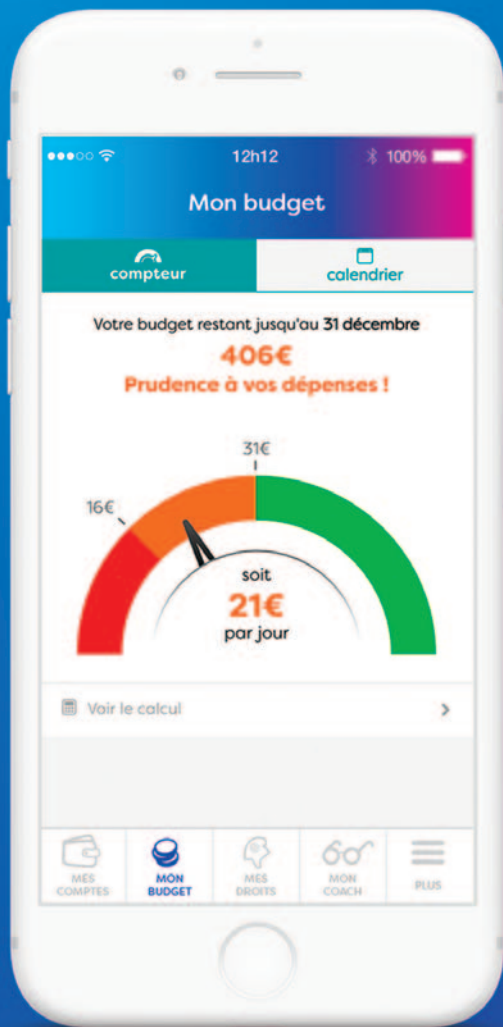 12h12
100%
Mon budget
compteur
calendrier
Votre budget restant jusqu'au 31 décembre
406€
Prudence à vos dépenses !
31€
16€
soit
21€
par jour
Voir le calcul
MES
COMPTES
MON
BUDGET
MES
DROITS
MON
COACH
PLUS